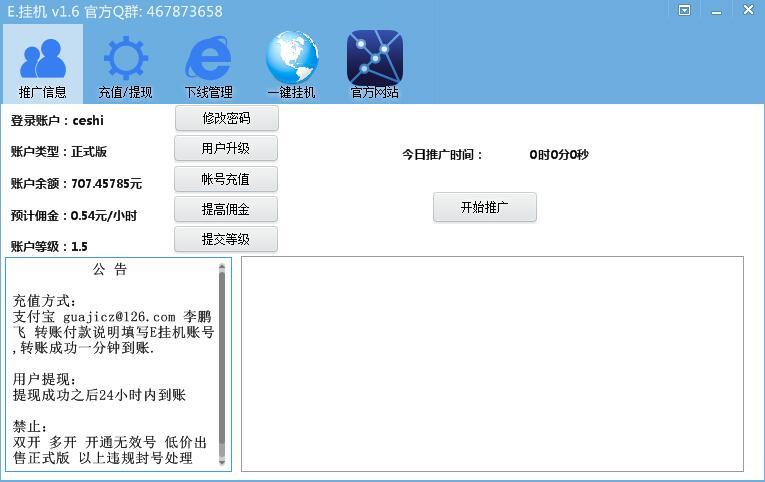 E.挂机 v1.6 官方Q群: 467873658
推广信息 充值/提现 下线管理 一键挂机 官方网站
登录账户：ceshi 修改密码
账户类型：正式版 用户升级 今日推广时间： 0时0分0秒
账户余额：707.45785元 帐号充值
预计佣金：0.54元/小时 提高佣金 开始推广
账户等级：1.5 提交等级
公 告
充值方式:
支付宝 guajicz@126.com 李鹏
飞 转账付款说明填写E挂机账号
,转账成功一分钟到账.
用户提现:
提现成功之后24小时内到账
禁止:
双开 多开 开通无效号 低价出
售正式版 以上违规封号处理